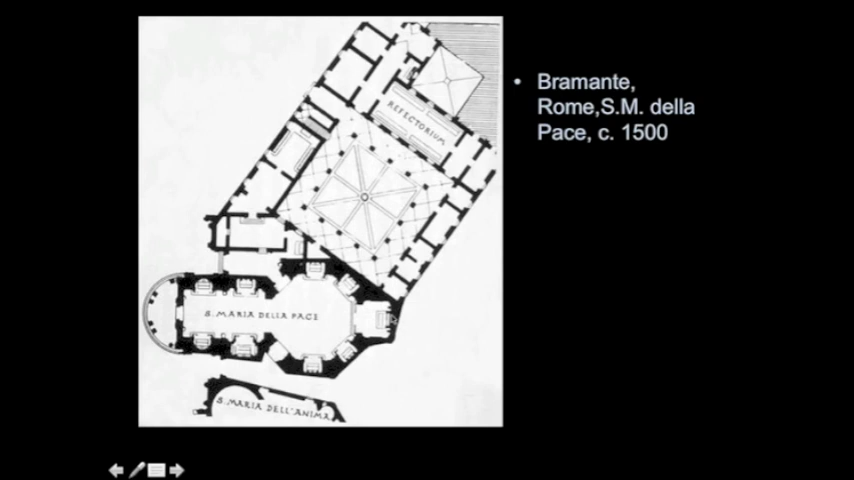 REFECTORIUM
S. MARIA DELLA PACE
S. MARIA DELL'ANIMA
• Bramante,
Rome,S.M. della
Pace, c. 1500